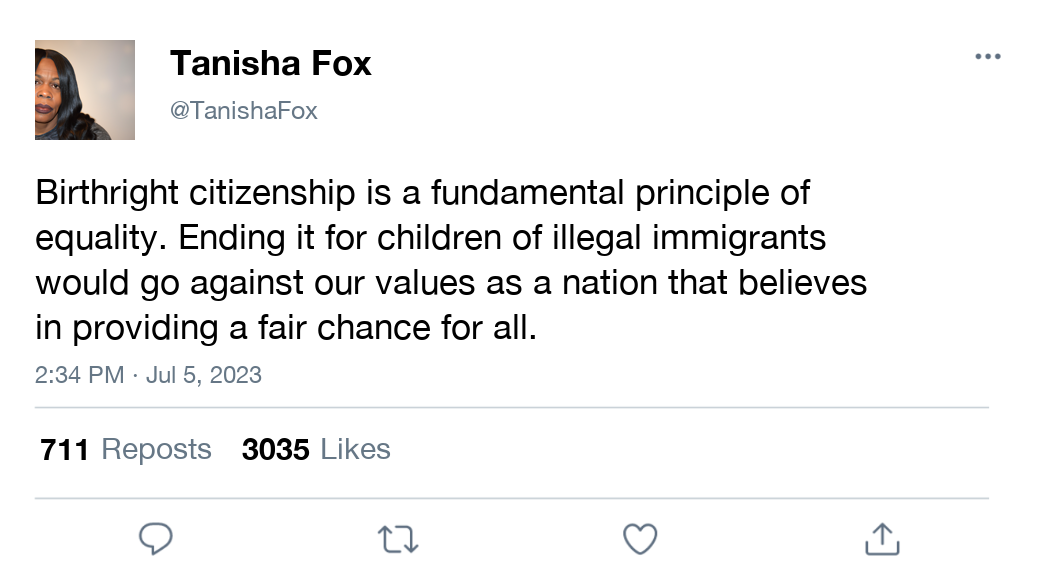 Tanisha Fox
@TanishaFox
Birthright citizenship is a fundamental principle of
equality. Ending it for children of illegal immigrants
would go against our values as a nation that believes
in providing a fair chance for all.
2:34 PM · Jul 5, 2023
711 Reposts 3035 Likes